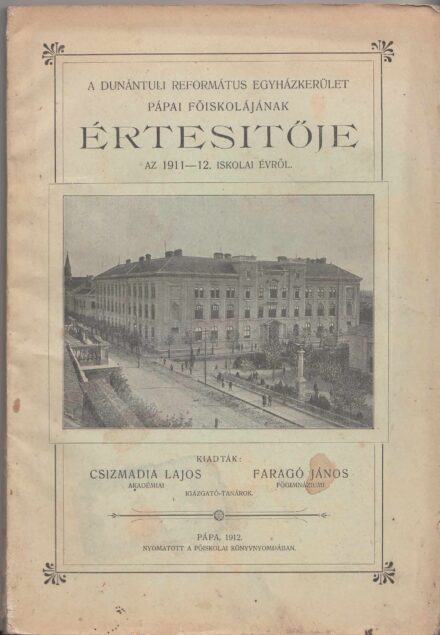 A DUNÁNTULI REFORMÁTUS EGYHÁZKERÜLET
PÁPAI FŐISKOLÁJÁNAK
ÉRTESITŐJE
AZ 1911—12. ISKOLAI ÉVRŐL.
KIADTÁK:
CSIZMADIA LAJOS FARAGÓ JÁNOS
AKADÉMIAI FŐGIMNÁZIUMI
IGAZGATÓ-TANÁROK.
PÁPA, 1912.
NYOMATOTT A FŐISKOLAI KÖNYVNYOMDÁBAN.